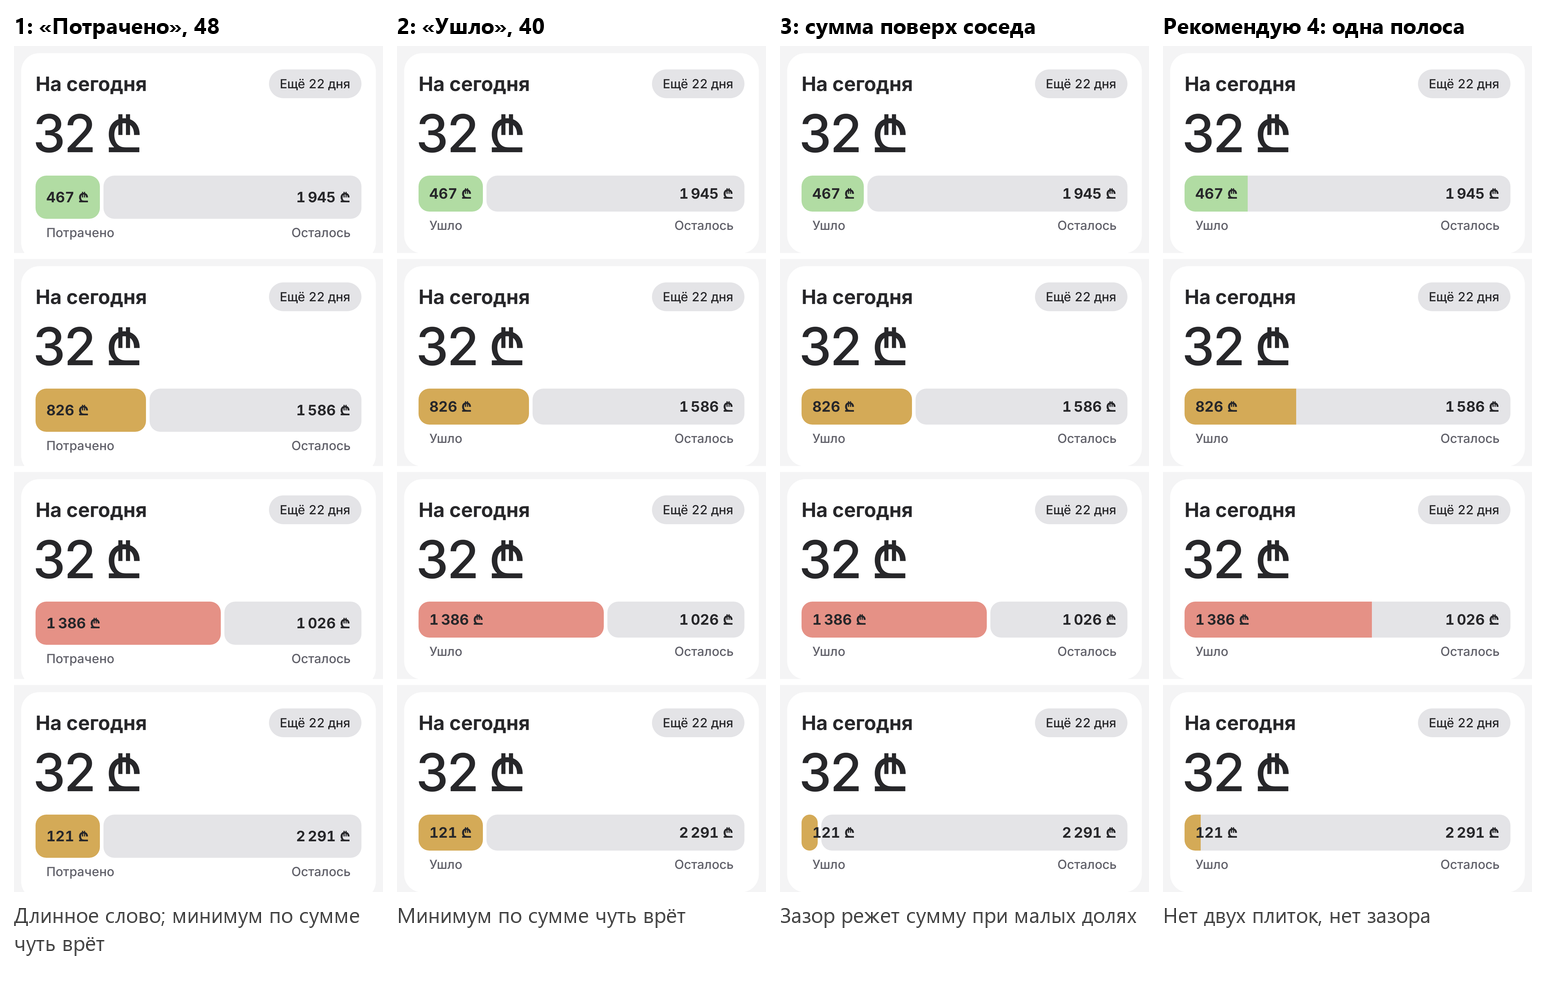 1: «Потрачено», 48
На сегодня
Ещё 22 дня
32 ₾
467 ₾
1 945 ₾
Потрачено
Осталось
На сегодня
Ещё 22 дня
32 ₾
826 ₾
1 586 ₾
Потрачено
Осталось
На сегодня
Ещё 22 дня
32 ₾
1 386 ₾
1 026 ₾
Потрачено
Осталось
На сегодня
Ещё 22 дня
32 ₾
121 ₾
2 291 ₾
Потрачено
Осталось
Длинное слово; минимум по сумме
чуть врёт
2: «Ушло», 40
На сегодня
Ещё 22 дня
32 ₾
467 ₾
1 945 ₾
Ушло
Осталось
На сегодня
Ещё 22 дня
32 ₾
826 ₾
1 586 ₾
Ушло
Осталось
На сегодня
Ещё 22 дня
32 ₾
1 386 ₾
1 026 ₾
Ушло
Осталось
На сегодня
Ещё 22 дня
32 ₾
121 ₾
2 291 ₾
Ушло
Осталось
Минимум по сумме чуть врёт
3: сумма поверх соседа
На сегодня
Ещё 22 дня
32 ₾
467 ₾
1 945 ₾
Ушло
Осталось
На сегодня
Ещё 22 дня
32 ₾
826 ₾
1 586 ₾
Ушло
Осталось
На сегодня
Ещё 22 дня
32 ₾
1 386 ₾
1 026 ₾
Ушло
Осталось
На сегодня
Ещё 22 дня
32 ₾
121 ₾
2 291 ₾
Ушло
Осталось
Зазор режет сумму при малых долях
Рекомендую 4: одна полоса
На сегодня
Ещё 22 дня
32 ₾
467 ₾
1 945 ₾
Ушло
Осталось
На сегодня
Ещё 22 дня
32 ₾
826 ₾
1 586 ₾
Ушло
Осталось
На сегодня
Ещё 22 дня
32 ₾
1 386 ₾
1 026 ₾
Ушло
Осталось
На сегодня
Ещё 22 дня
32 ₾
121 ₾
2 291 ₾
Ушло
Осталось
Нет двух плиток, нет зазора